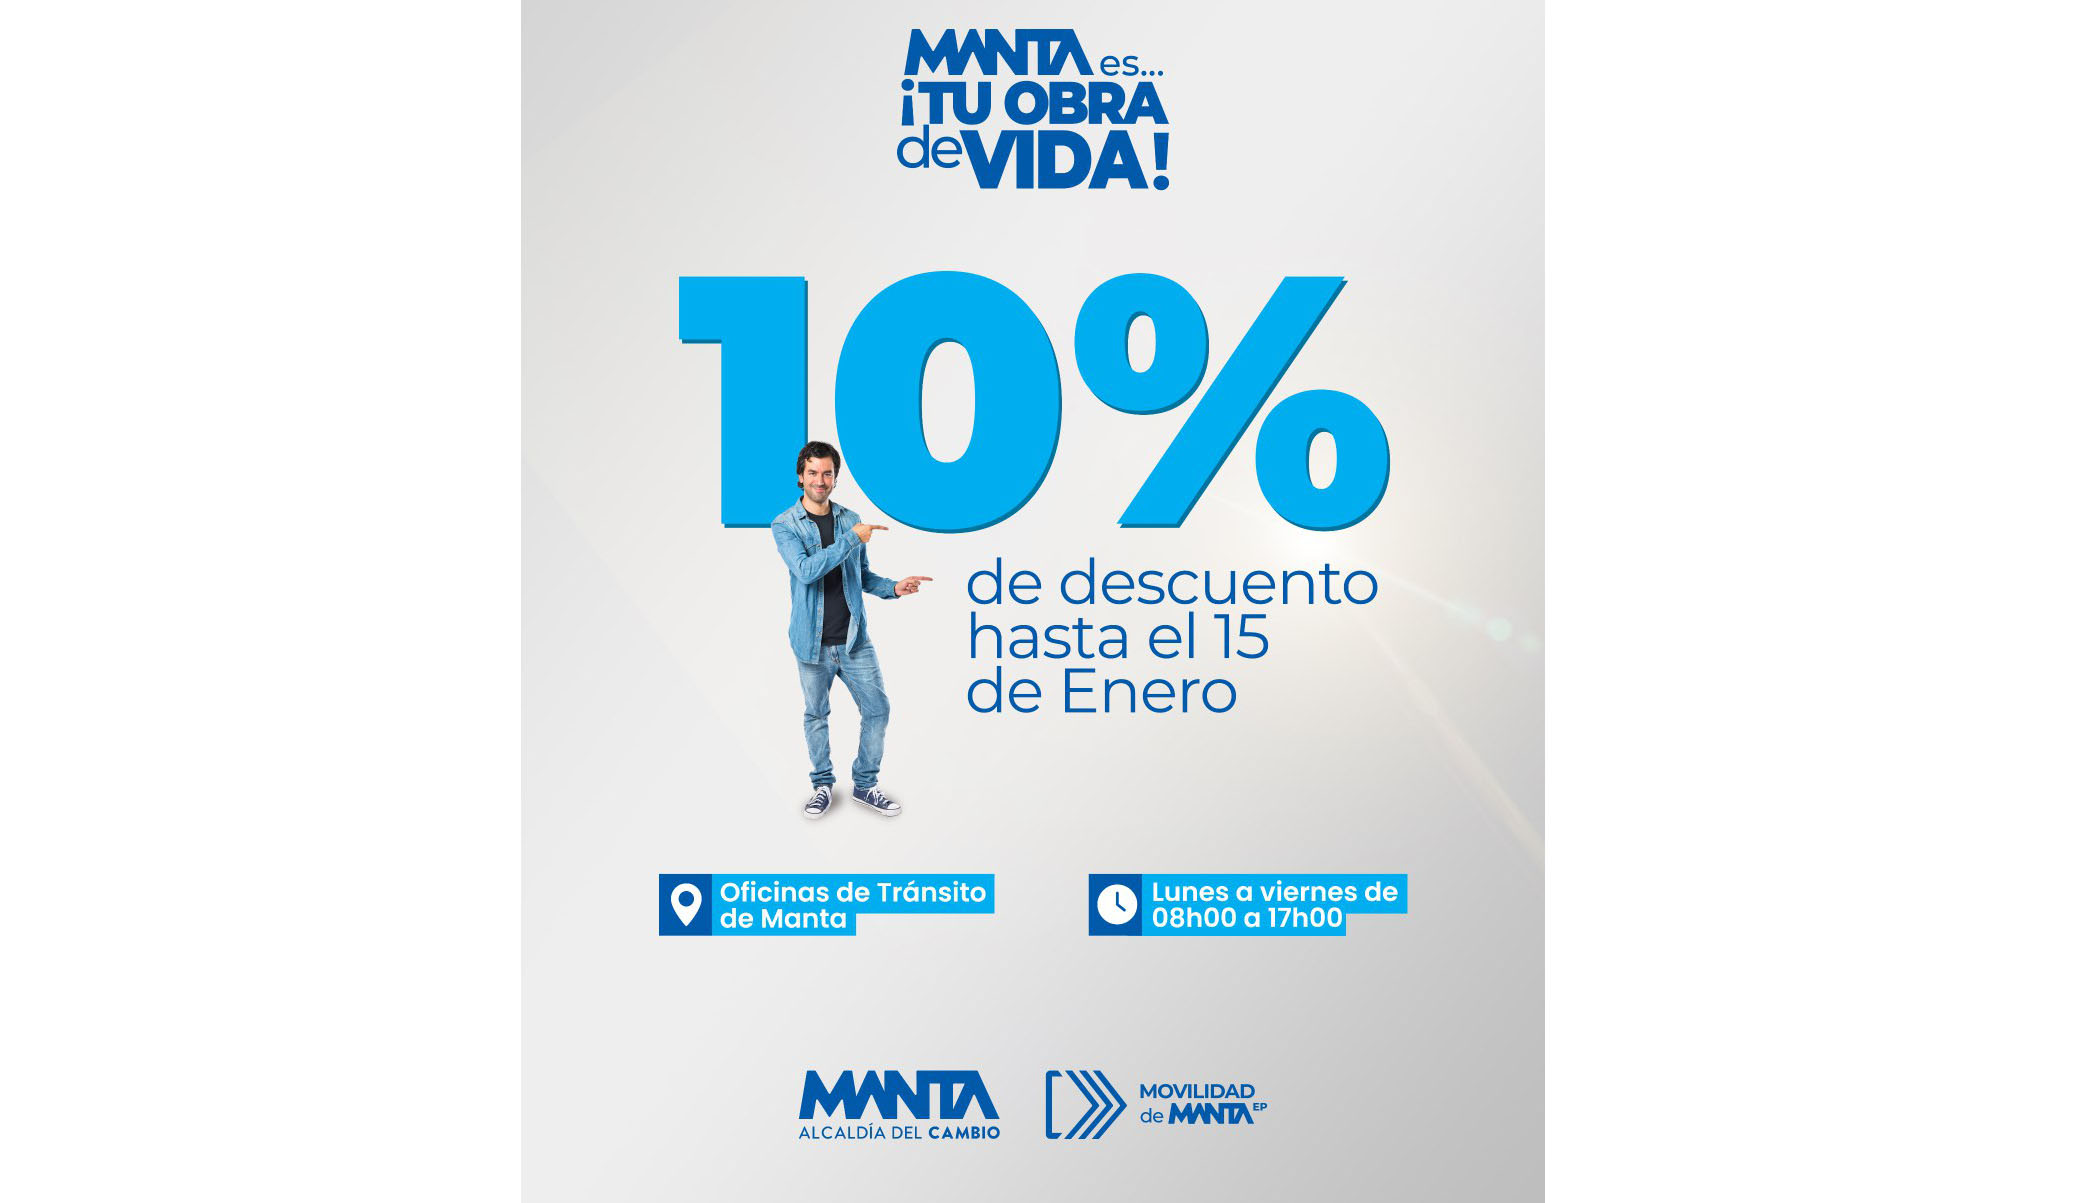 MANTA es...
¡TU OBRA
de VIDA!
10%
de descuento
hasta el 15
de Enero
Oficinas de Tránsito
de Manta
Lunes a viernes de
08h00 a 17h00
MANTA
ALCALDÍA DEL CAMBIO
MOVILIDAD
de MANTA EP